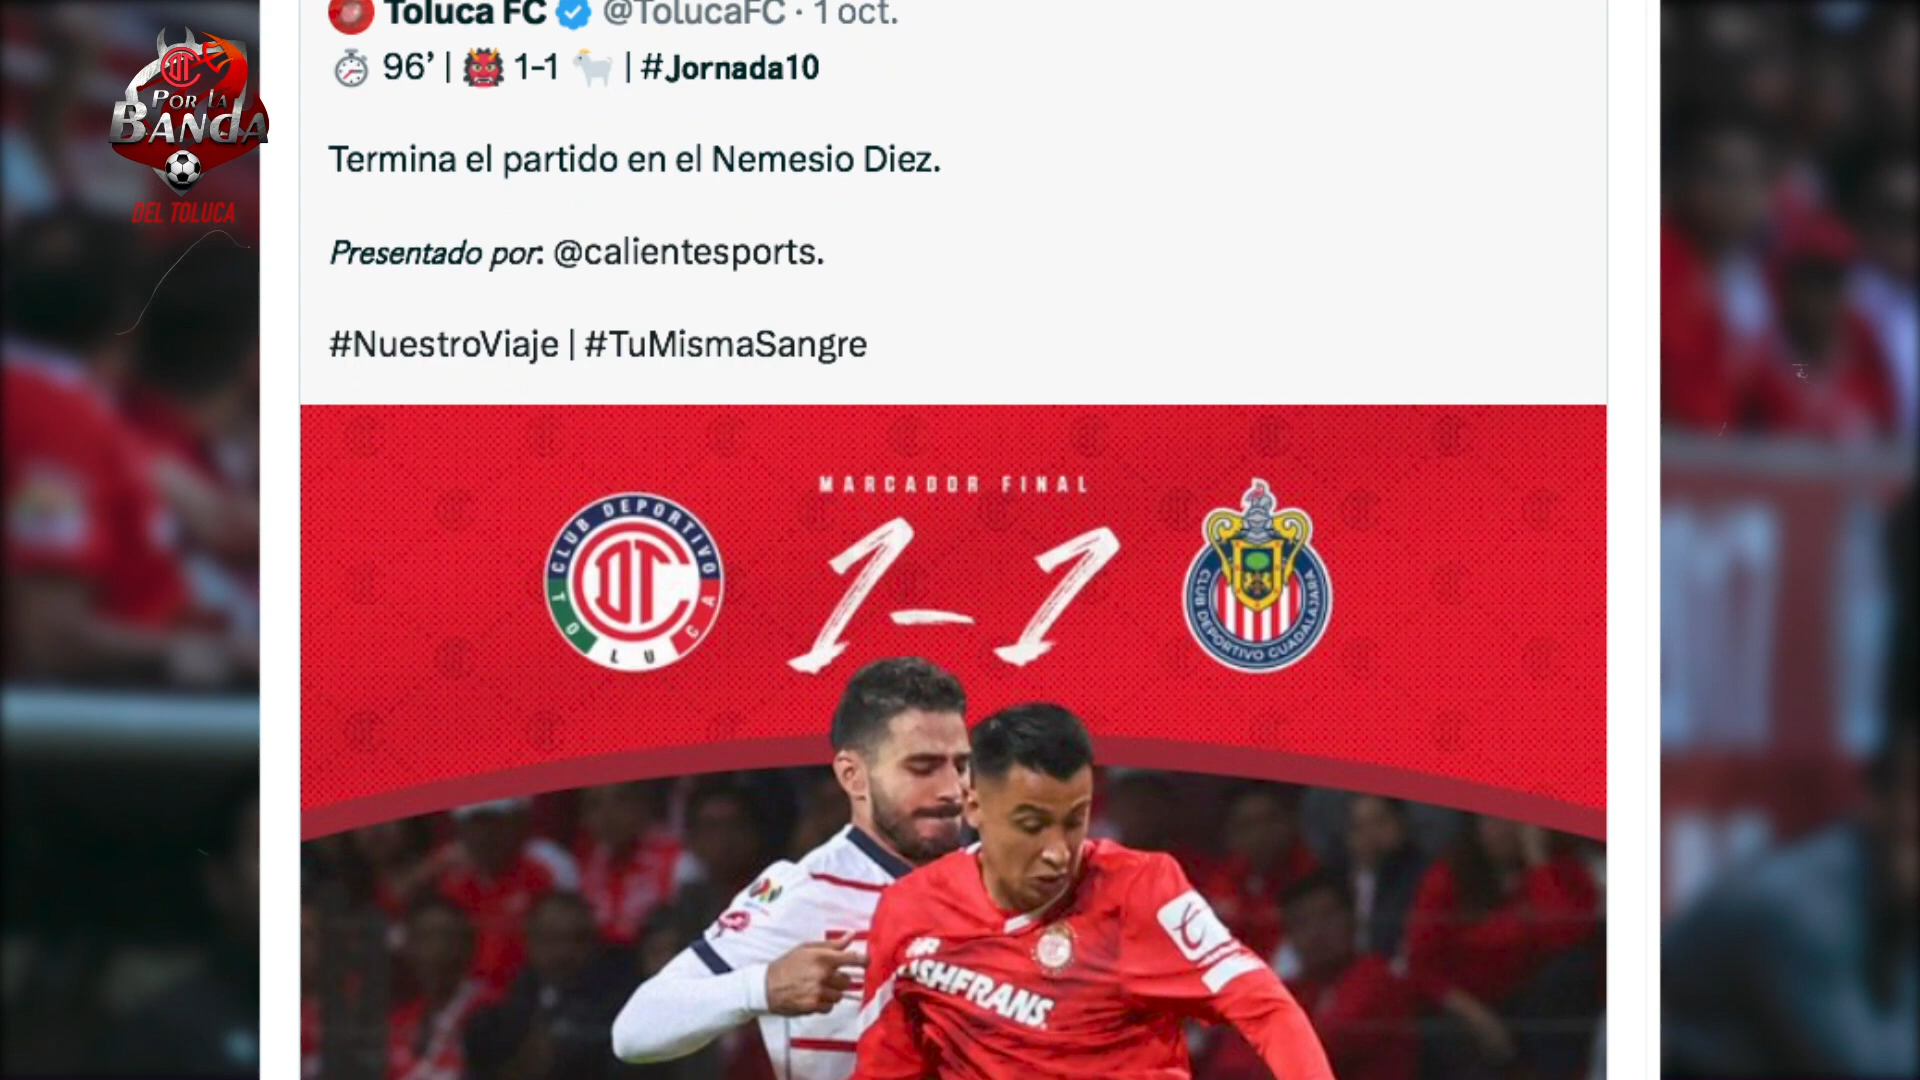 Toluca FC @TolucaFC · 1 oct.
⏱ 96’ | 👹 1-1 🐐 | #Jornada10
Termina el partido en el Nemesio Diez.
Presentado por: @calientesports.
#NuestroViaje | #TuMismaSangre
POR LA
BANDA
DEL TOLUCA
MARCADOR FINAL
1-1
CLUB DEPORTIVO
TOLUCA
CLUB DEPORTIVO GUADALAJARA